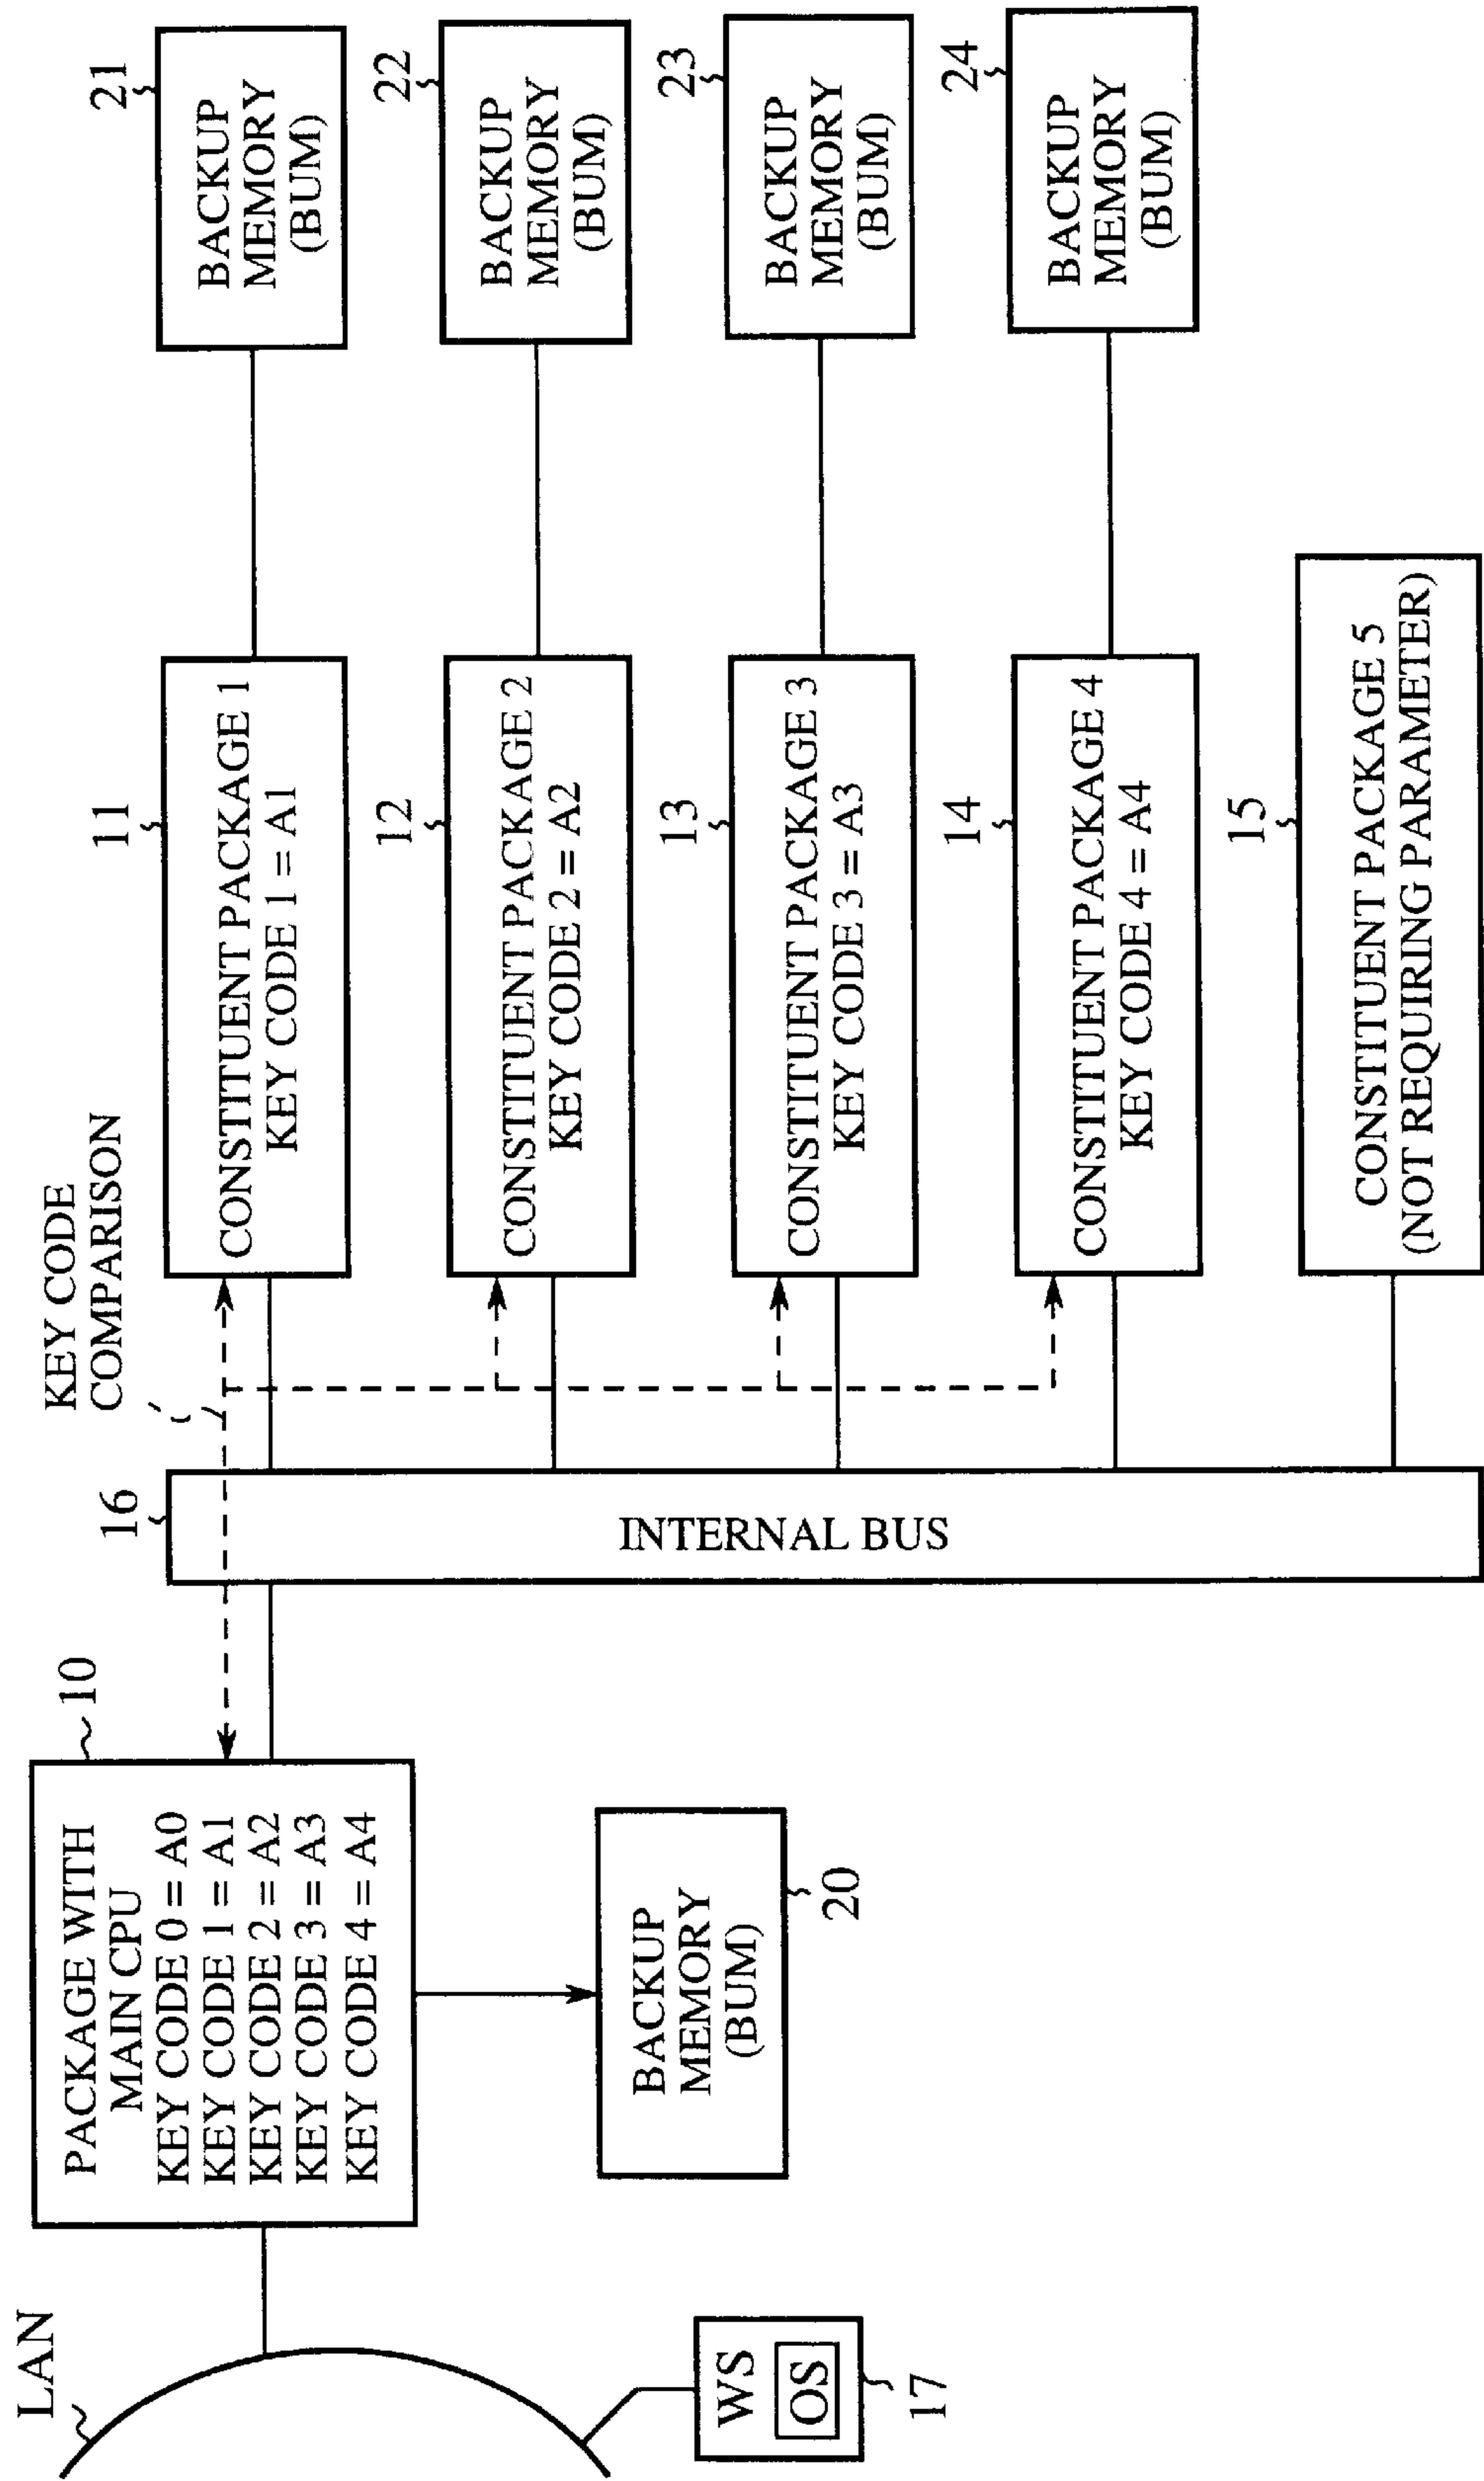 LAN
WS
OS
17
10
PACKAGE WITH
MAIN CPU
KEY CODE 0 = A0
KEY CODE 1 = A1
KEY CODE 2 = A2
KEY CODE 3 = A3
KEY CODE 4 = A4
BACKUP
MEMORY
(BUM)
20
16
INTERNAL BUS
KEY CODE
COMPARISON
11
CONSTITUENT PACKAGE 1
KEY CODE 1 = A1
21
BACKUP
MEMORY
(BUM)
12
CONSTITUENT PACKAGE 2
KEY CODE 2 = A2
22
BACKUP
MEMORY
(BUM)
13
CONSTITUENT PACKAGE 3
KEY CODE 3 = A3
23
BACKUP
MEMORY
(BUM)
14
CONSTITUENT PACKAGE 4
KEY CODE 4 = A4
24
BACKUP
MEMORY
(BUM)
15
CONSTITUENT PACKAGE 5
(NOT REQUIRING PARAMETER)